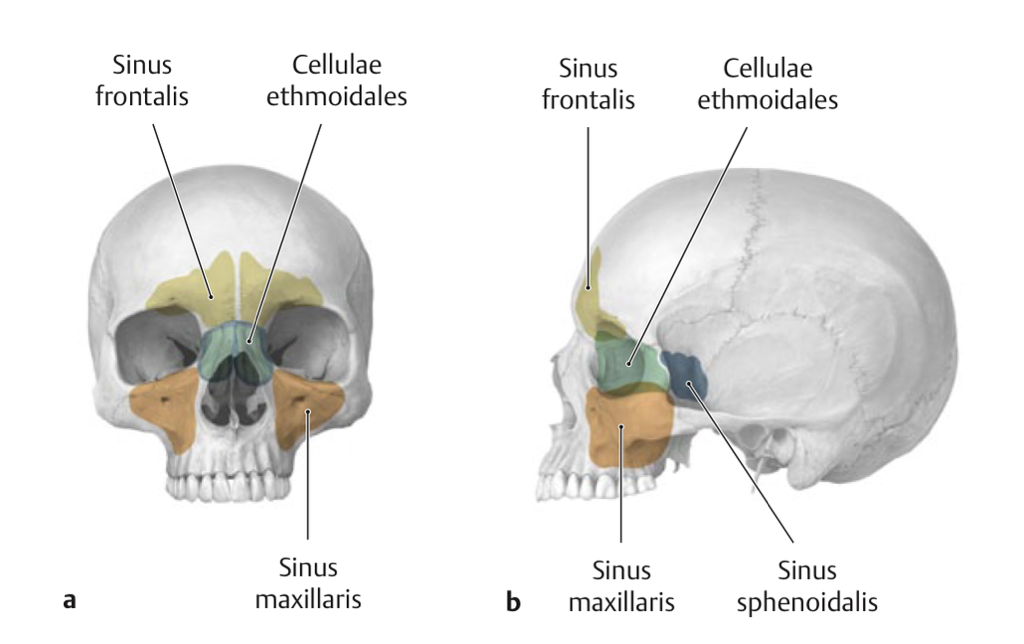 Sinus
frontalis
Cellulae
ethmoidales
Sinus
maxillaris
a
Sinus
frontalis
Cellulae
ethmoidales
Sinus
maxillaris
Sinus
sphenoidalis
b